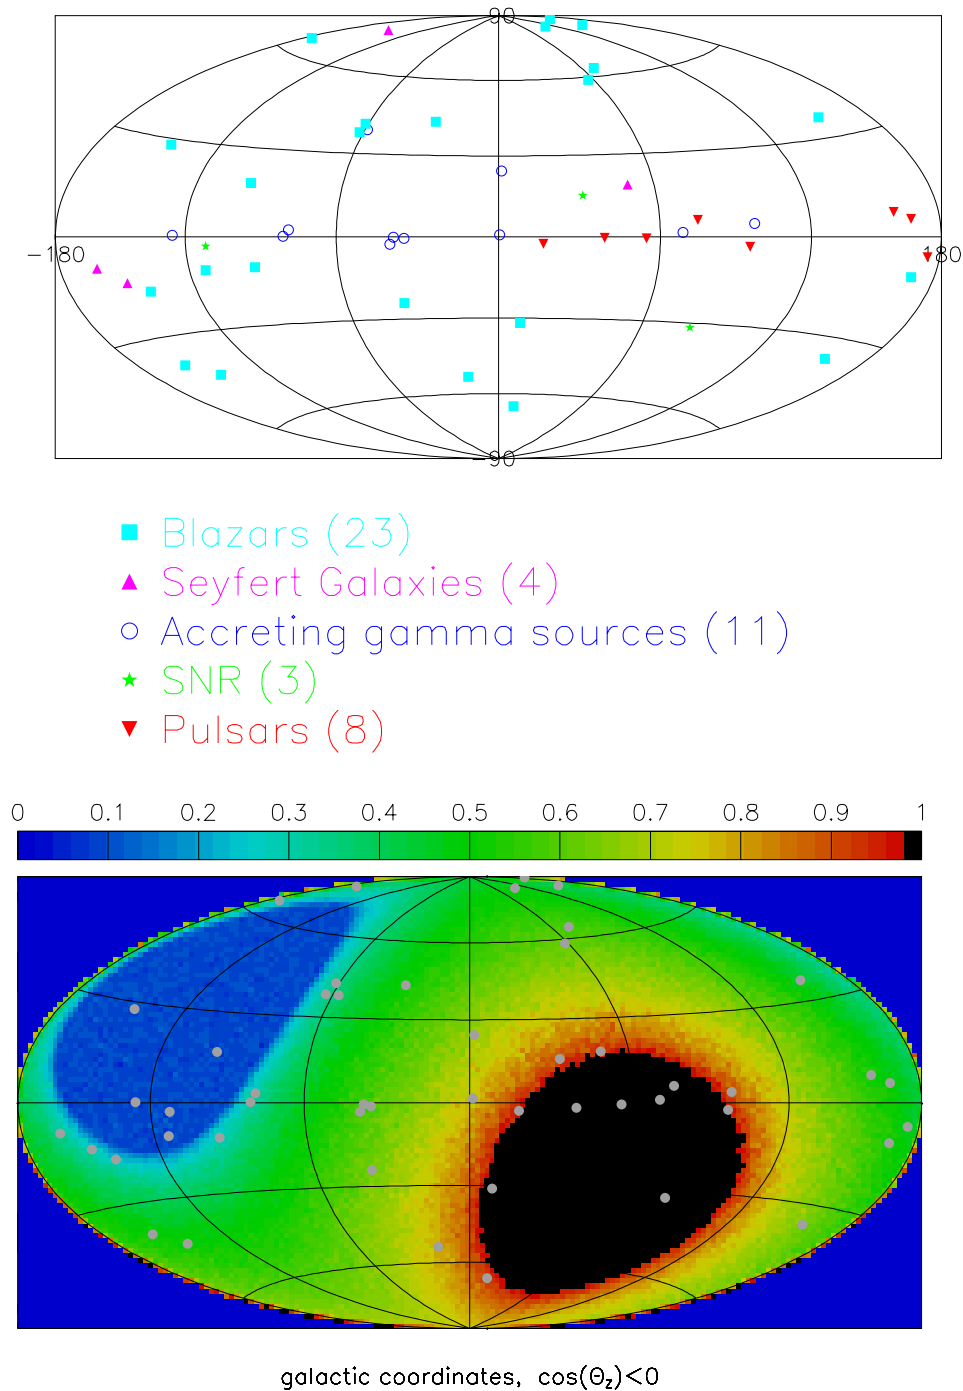 90
-180
180
-90
Blazars (23)
Seyfert Galaxies (4)
Accreting gamma sources (11)
SNR (3)
Pulsars (8)
0 0.1 0.2 0.3 0.4 0.5 0.6 0.7 0.8 0.9 1
galactic coordinates, cos(Θz)<0